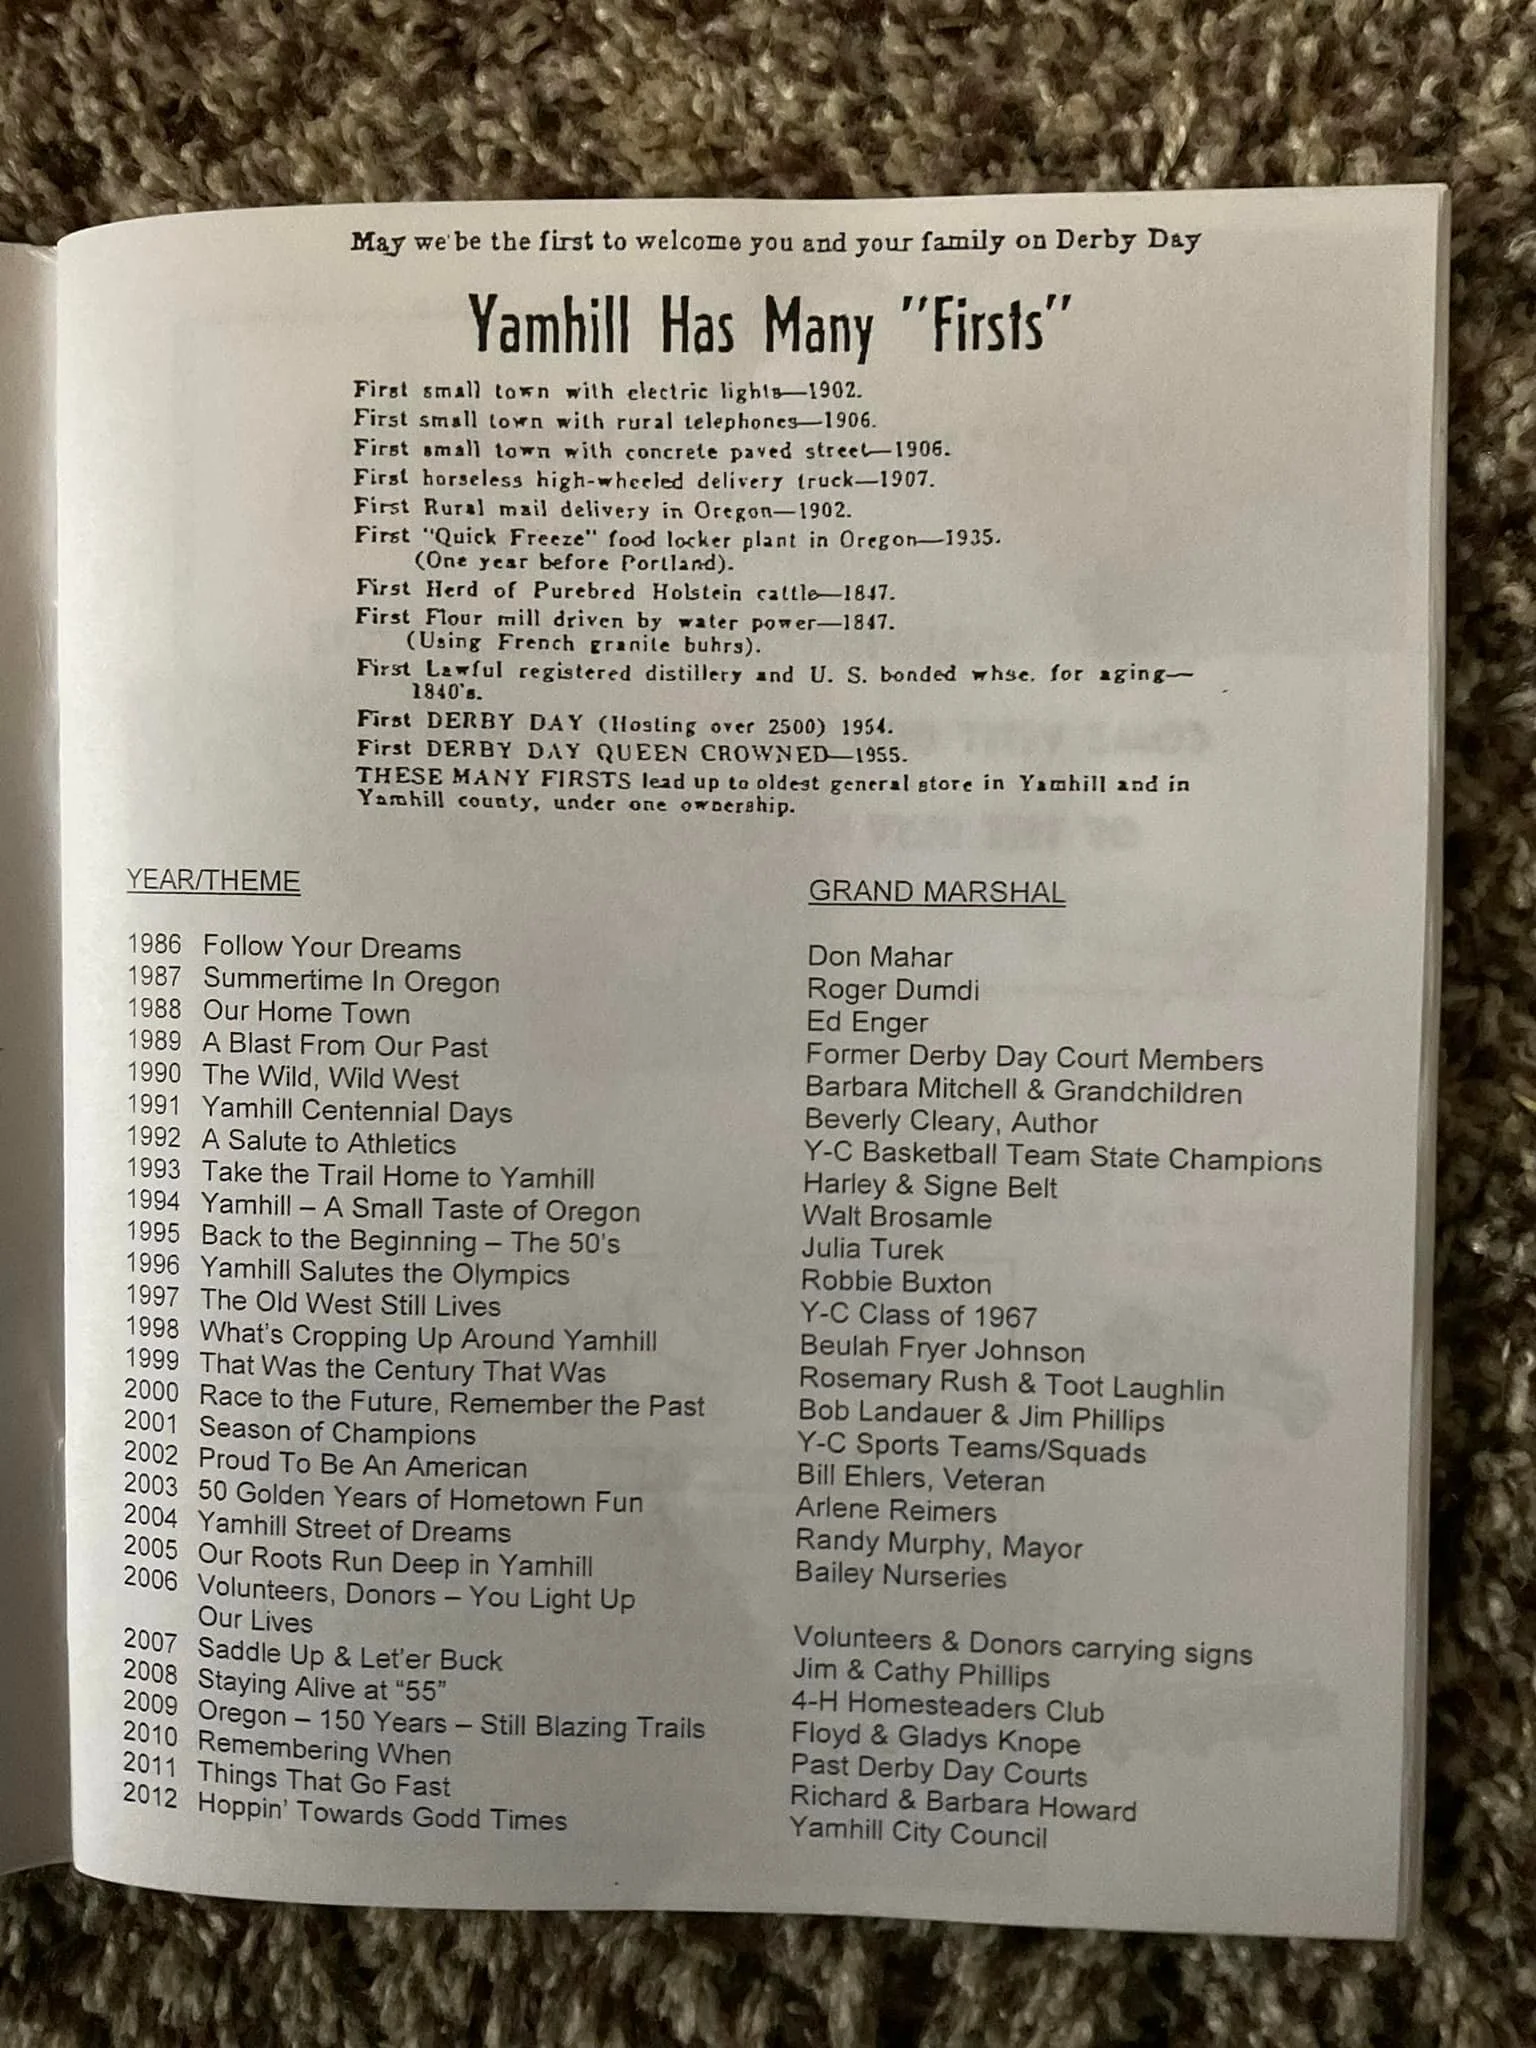 May we be the first to welcome you and your family on Derby Day
Yamhill Has Many "Firsts"
First small town with electric lights—1902.
First small town with rural telephones—1906.
First small town with concrete paved street—1906.
First horseless high-wheeled delivery truck—1907.
First Rural mail delivery in Oregon—1902.
First "Quick Freeze" food locker plant in Oregon—1935.
(One year before Portland).
First Herd of Purebred Holstein cattle—1847.
First Flour mill driven by water power—1847.
(Using French granite buhrs).
First Lawful registered distillery and U. S. bonded whse. for aging—
1840's.
First DERBY DAY (Hosting over 2500) 1954.
First DERBY DAY QUEEN CROWNED—1955.
THESE MANY FIRSTS lead up to oldest general store in Yamhill and in
Yamhill county, under one ownership.
YEAR/THEME GRAND MARSHAL
1986 Follow Your Dreams Don Mahar
1987 Summertime In Oregon Roger Dumdi
1988 Our Home Town Ed Enger
1989 A Blast From Our Past Former Derby Day Court Members
1990 The Wild, Wild West Barbara Mitchell & Grandchildren
1991 Yamhill Centennial Days Beverly Cleary, Author
1992 A Salute to Athletics Y-C Basketball Team State Champions
1993 Take the Trail Home to Yamhill Harley & Signe Belt
1994 Yamhill – A Small Taste of Oregon Walt Brosamle
1995 Back to the Beginning – The 50's Julia Turek
1996 Yamhill Salutes the Olympics Robbie Buxton
1997 The Old West Still Lives Y-C Class of 1967
1998 What's Cropping Up Around Yamhill Beulah Fryer Johnson
1999 That Was the Century That Was Rosemary Rush & Toot Laughlin
2000 Race to the Future, Remember the Past Bob Landauer & Jim Phillips
2001 Season of Champions Y-C Sports Teams/Squads
2002 Proud To Be An American Bill Ehlers, Veteran
2003 50 Golden Years of Hometown Fun Arlene Reimers
2004 Yamhill Street of Dreams Randy Murphy, Mayor
2005 Our Roots Run Deep in Yamhill Bailey Nurseries
2006 Volunteers, Donors – You Light Up
Our Lives Volunteers & Donors carrying signs
2007 Saddle Up & Let'er Buck Jim & Cathy Phillips
2008 Staying Alive at "55" 4-H Homesteaders Club
2009 Oregon – 150 Years – Still Blazing Trails Floyd & Gladys Knope
2010 Remembering When Past Derby Day Courts
2011 Things That Go Fast Richard & Barbara Howard
2012 Hoppin' Towards Godd Times Yamhill City Council